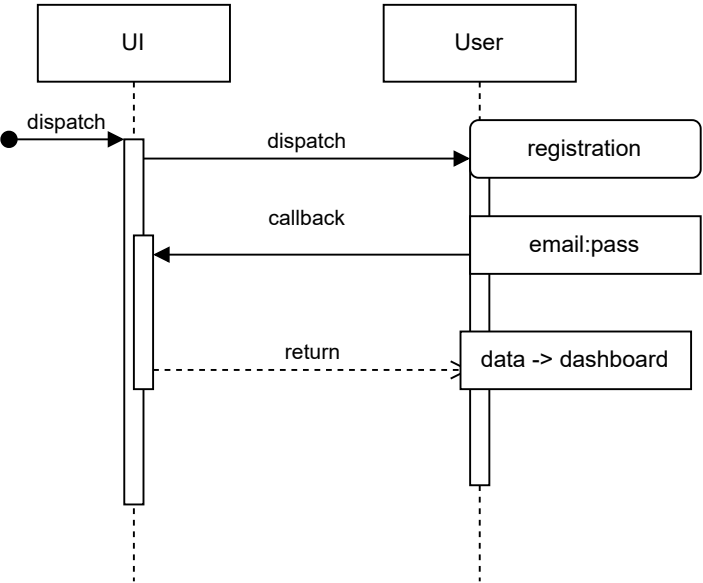 UI
User
dispatch
dispatch
registration
callback
email:pass
return
data -> dashboard